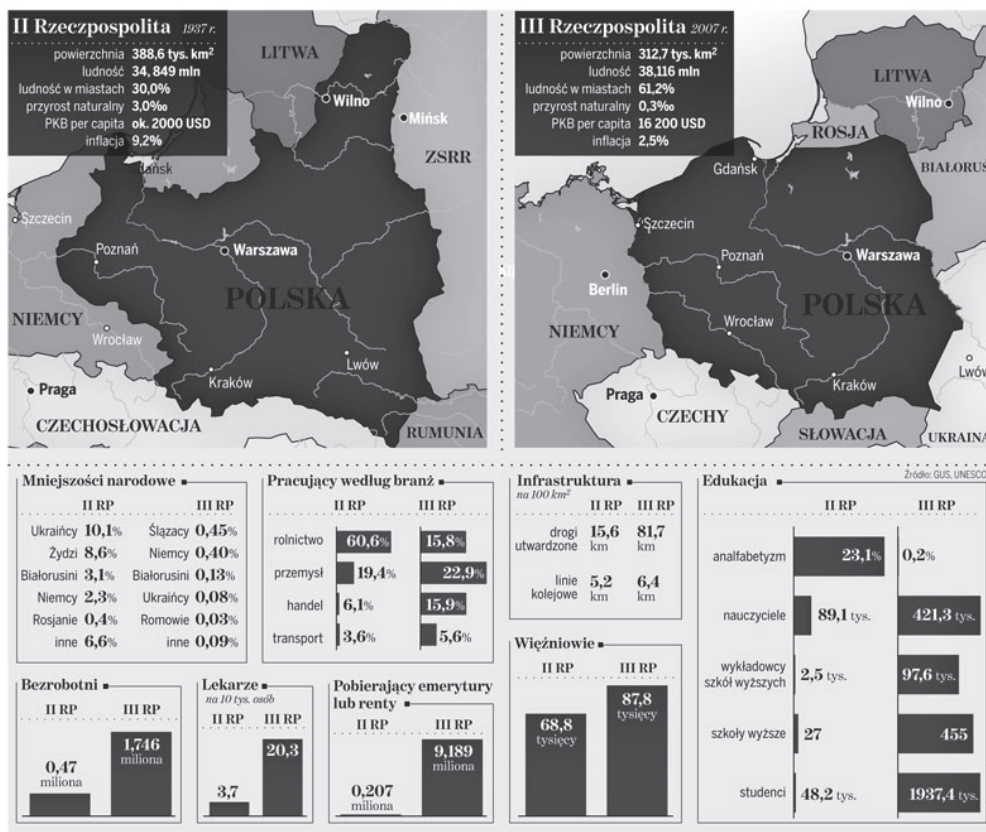 II Rzeczpospolita 1937 r.
powierzchnia 388,6 tys. km²
ludność 34, 849 mln
ludność w miastach 30,0%
przyrost naturalny 3,0‰
PKB per capita ok. 2000 USD
inflacja 9,2%
LITWA
Wilno
Mińsk
ZSRR
Gdańsk
Szczecin
Poznań
Warszawa
POLSKA
NIEMCY
Wrocław
Lwów
Kraków
Praga
CZECHOSŁOWACJA
RUMUNIA
III Rzeczpospolita 2007 r.
powierzchnia 312,7 tys. km²
ludność 38,116 mln
ludność w miastach 61,2%
przyrost naturalny 0,3‰
PKB per capita 16 200 USD
inflacja 2,5%
LITWA
Wilno
ROSJA
BIAŁORUŚ
Gdańsk
Szczecin
Poznań
Warszawa
Berlin
POLSKA
NIEMCY
Wrocław
Lwów
Kraków
Praga
CZECHY
SŁOWACJA
UKRAINA
Źródło: GUS, UNESCO
Mniejszości narodowe
II RP III RP
Ukraińcy 10,1% Ślązacy 0,45%
Żydzi 8,6% Niemcy 0,40%
Białorusini 3,1% Białorusini 0,13%
Niemcy 2,3% Ukraińcy 0,08%
Rosjanie 0,4% Romowie 0,03%
inne 6,6% inne 0,09%
Pracujący według branż
II RP III RP
rolnictwo 60,6% 15,8%
przemysł 19,4% 22,9%
handel 6,1% 15,9%
transport 3,6% 5,6%
Infrastruktura
na 100 km²
II RP III RP
drogi utwardzone 15,6 km 81,7 km
linie kolejowe 5,2 km 6,4 km
Edukacja
II RP III RP
analfabetyzm 23,1% 0,2%
nauczyciele 89,1 tys. 421,3 tys.
wykładowcy
szkół wyższych 2,5 tys. 97,6 tys.
szkoły wyższe 27 455
studenci 48,2 tys. 1937,4 tys.
Bezrobotni
II RP III RP
0,47
miliona
1,746
miliona
Lekarze
na 10 tys. osób
II RP III RP
3,7 20,3
Pobierający emerytury
lub renty
II RP III RP
0,207
miliona
9,189
miliona
Więźniowie
II RP III RP
68,8
tysięcy
87,8
tysięcy